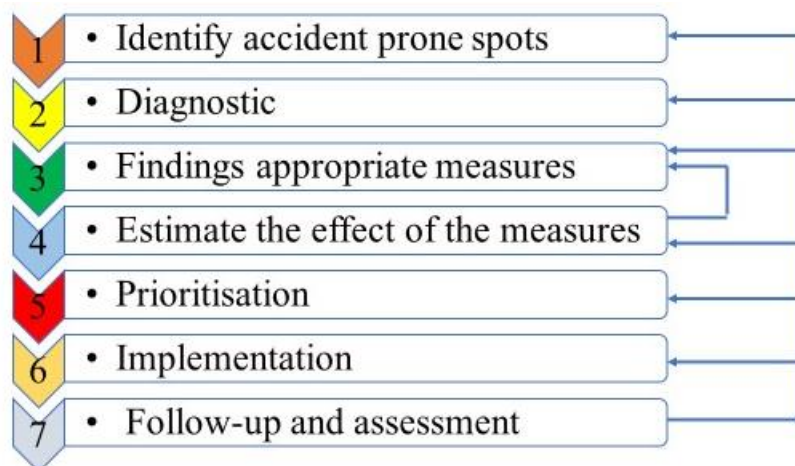 1 • Identify accident prone spots
2 • Diagnostic
3 • Findings appropriate measures
4 • Estimate the effect of the measures
5 • Prioritisation
6 • Implementation
7 • Follow-up and assessment